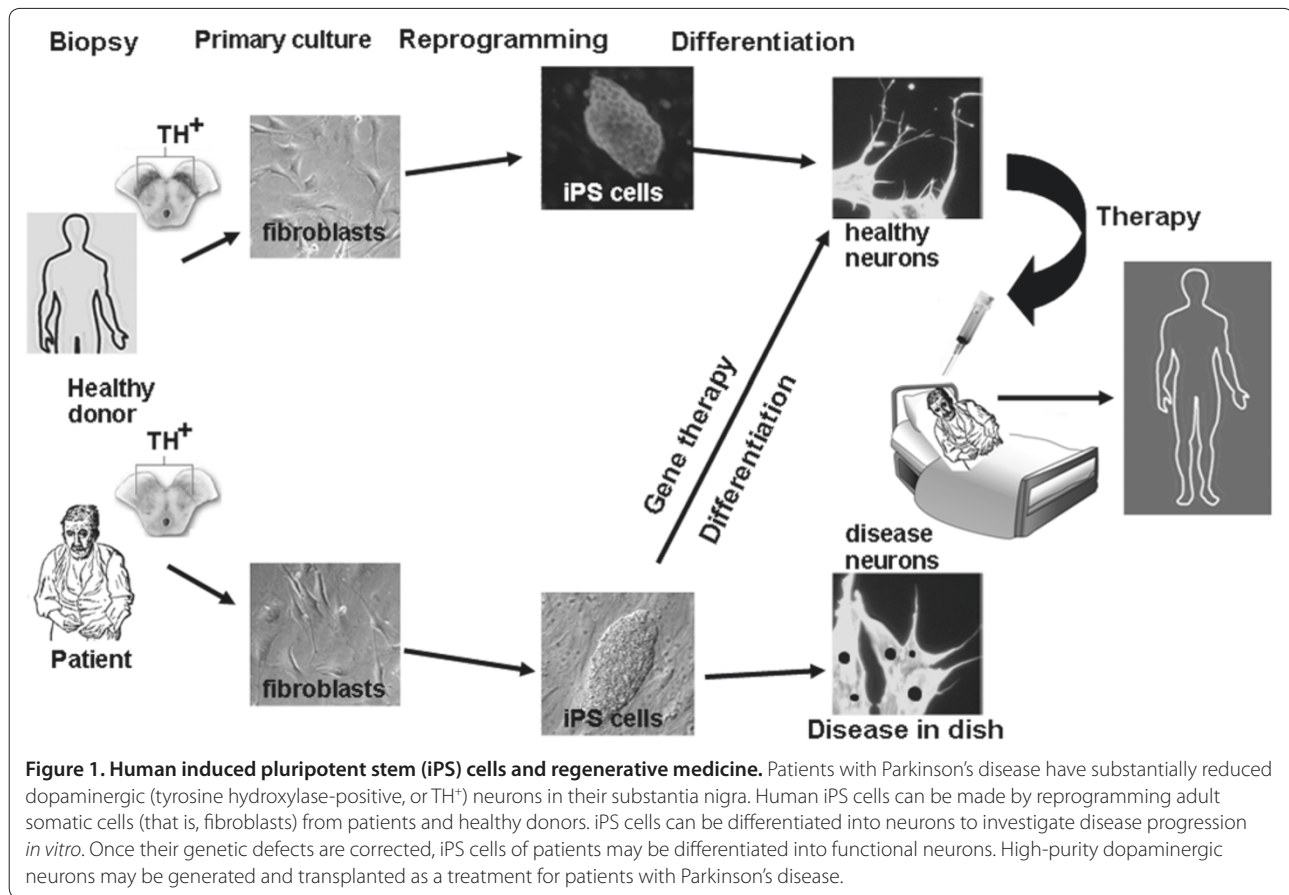 Biopsy Primary culture Reprogramming Differentiation
TH+
fibroblasts
iPS cells
healthy
neurons
Therapy
Healthy
donor
TH+
Patient
fibroblasts
iPS cells
Gene therapy
Differentiation
disease
neurons
Disease in dish
Figure 1. Human induced pluripotent stem (iPS) cells and regenerative medicine. Patients with Parkinson's disease have substantially reduced
dopaminergic (tyrosine hydroxylase-positive, or TH+) neurons in their substantia nigra. Human iPS cells can be made by reprogramming adult
somatic cells (that is, fibroblasts) from patients and healthy donors. iPS cells can be differentiated into neurons to investigate disease progression
in vitro. Once their genetic defects are corrected, iPS cells of patients may be differentiated into functional neurons. High-purity dopaminergic
neurons may be generated and transplanted as a treatment for patients with Parkinson's disease.